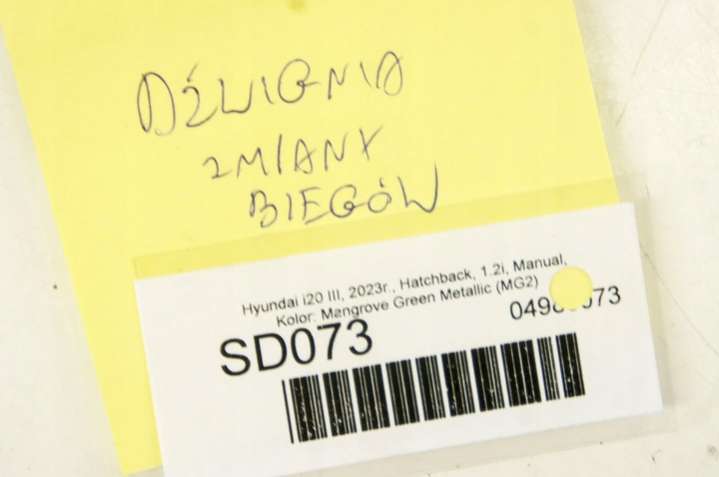 DŹWIGNIA
ZMIANY
BIEGÓW
Hyundai i20 III, 2023r., Hatchback, 1.2i, Manual,
Kolor: Mangrove Green Metallic (MG2)
SD073